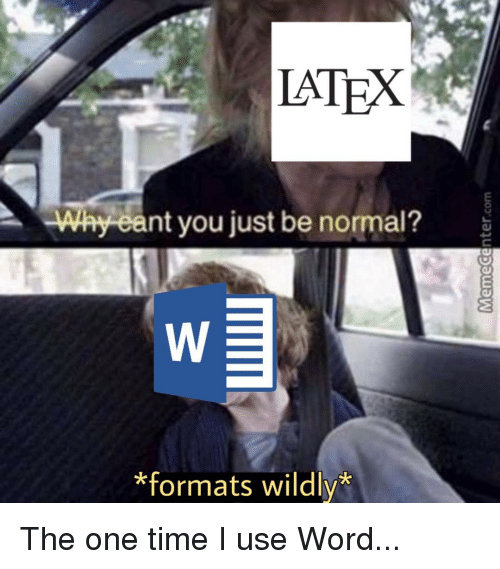 LATEX
Why cant you just be normal?
MemeCenter.com
W
*formats wildly*
The one time I use Word...